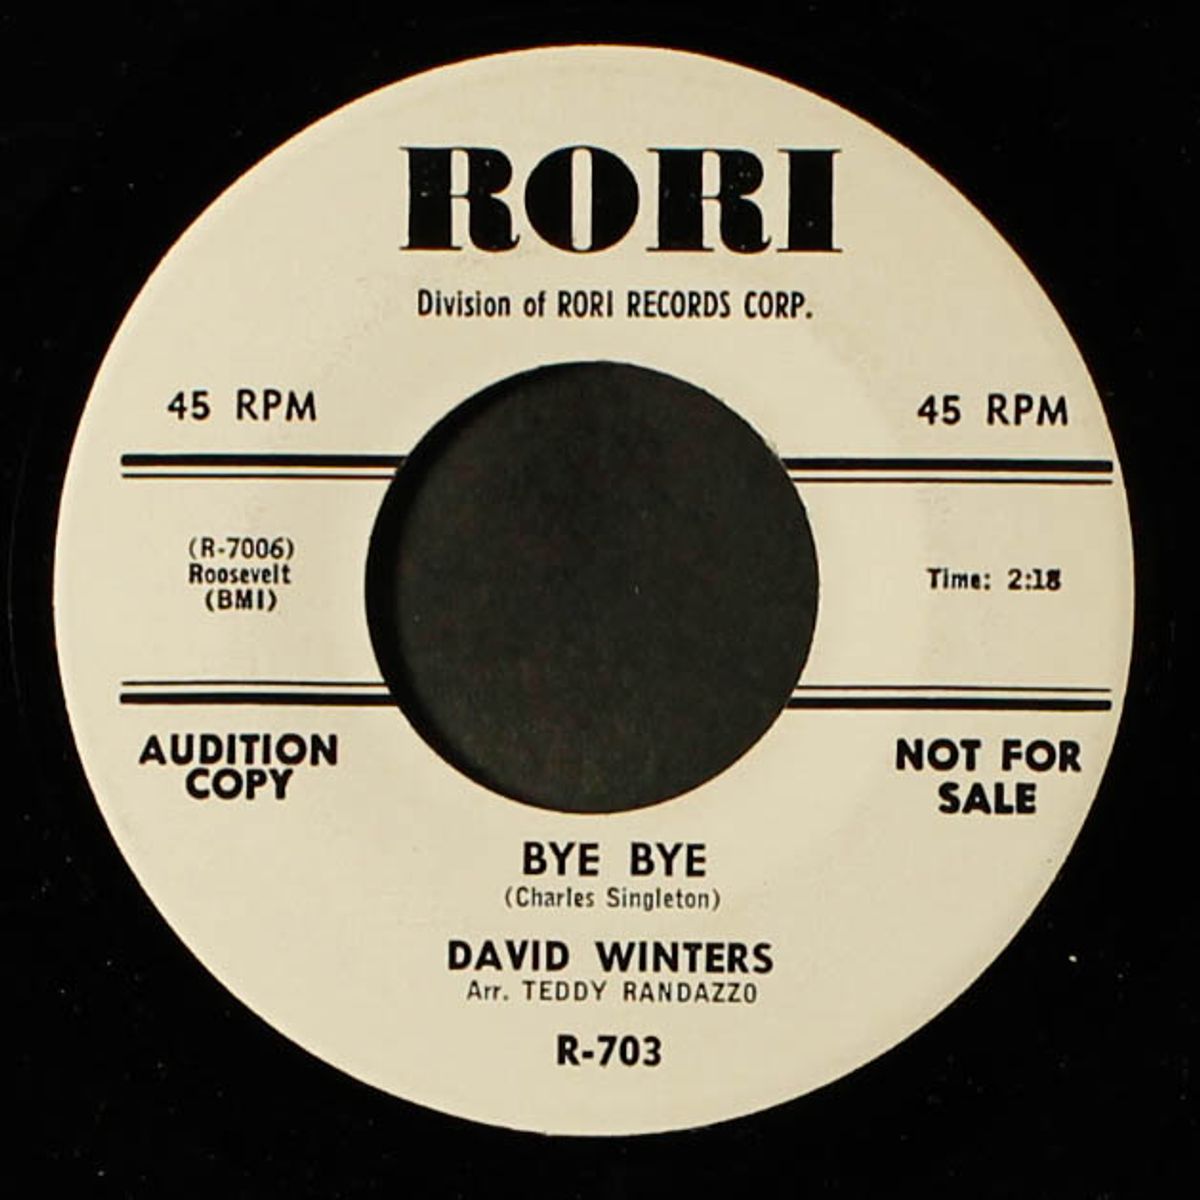 RORI
Division of RORI RECORDS CORP.
45 RPM
45 RPM
(R-7006)
Roosevelt
(BMI)
Time: 2:18
AUDITION
COPY
NOT FOR
SALE
BYE BYE
(Charles Singleton)
DAVID WINTERS
Arr. TEDDY RANDAZZO
R-703